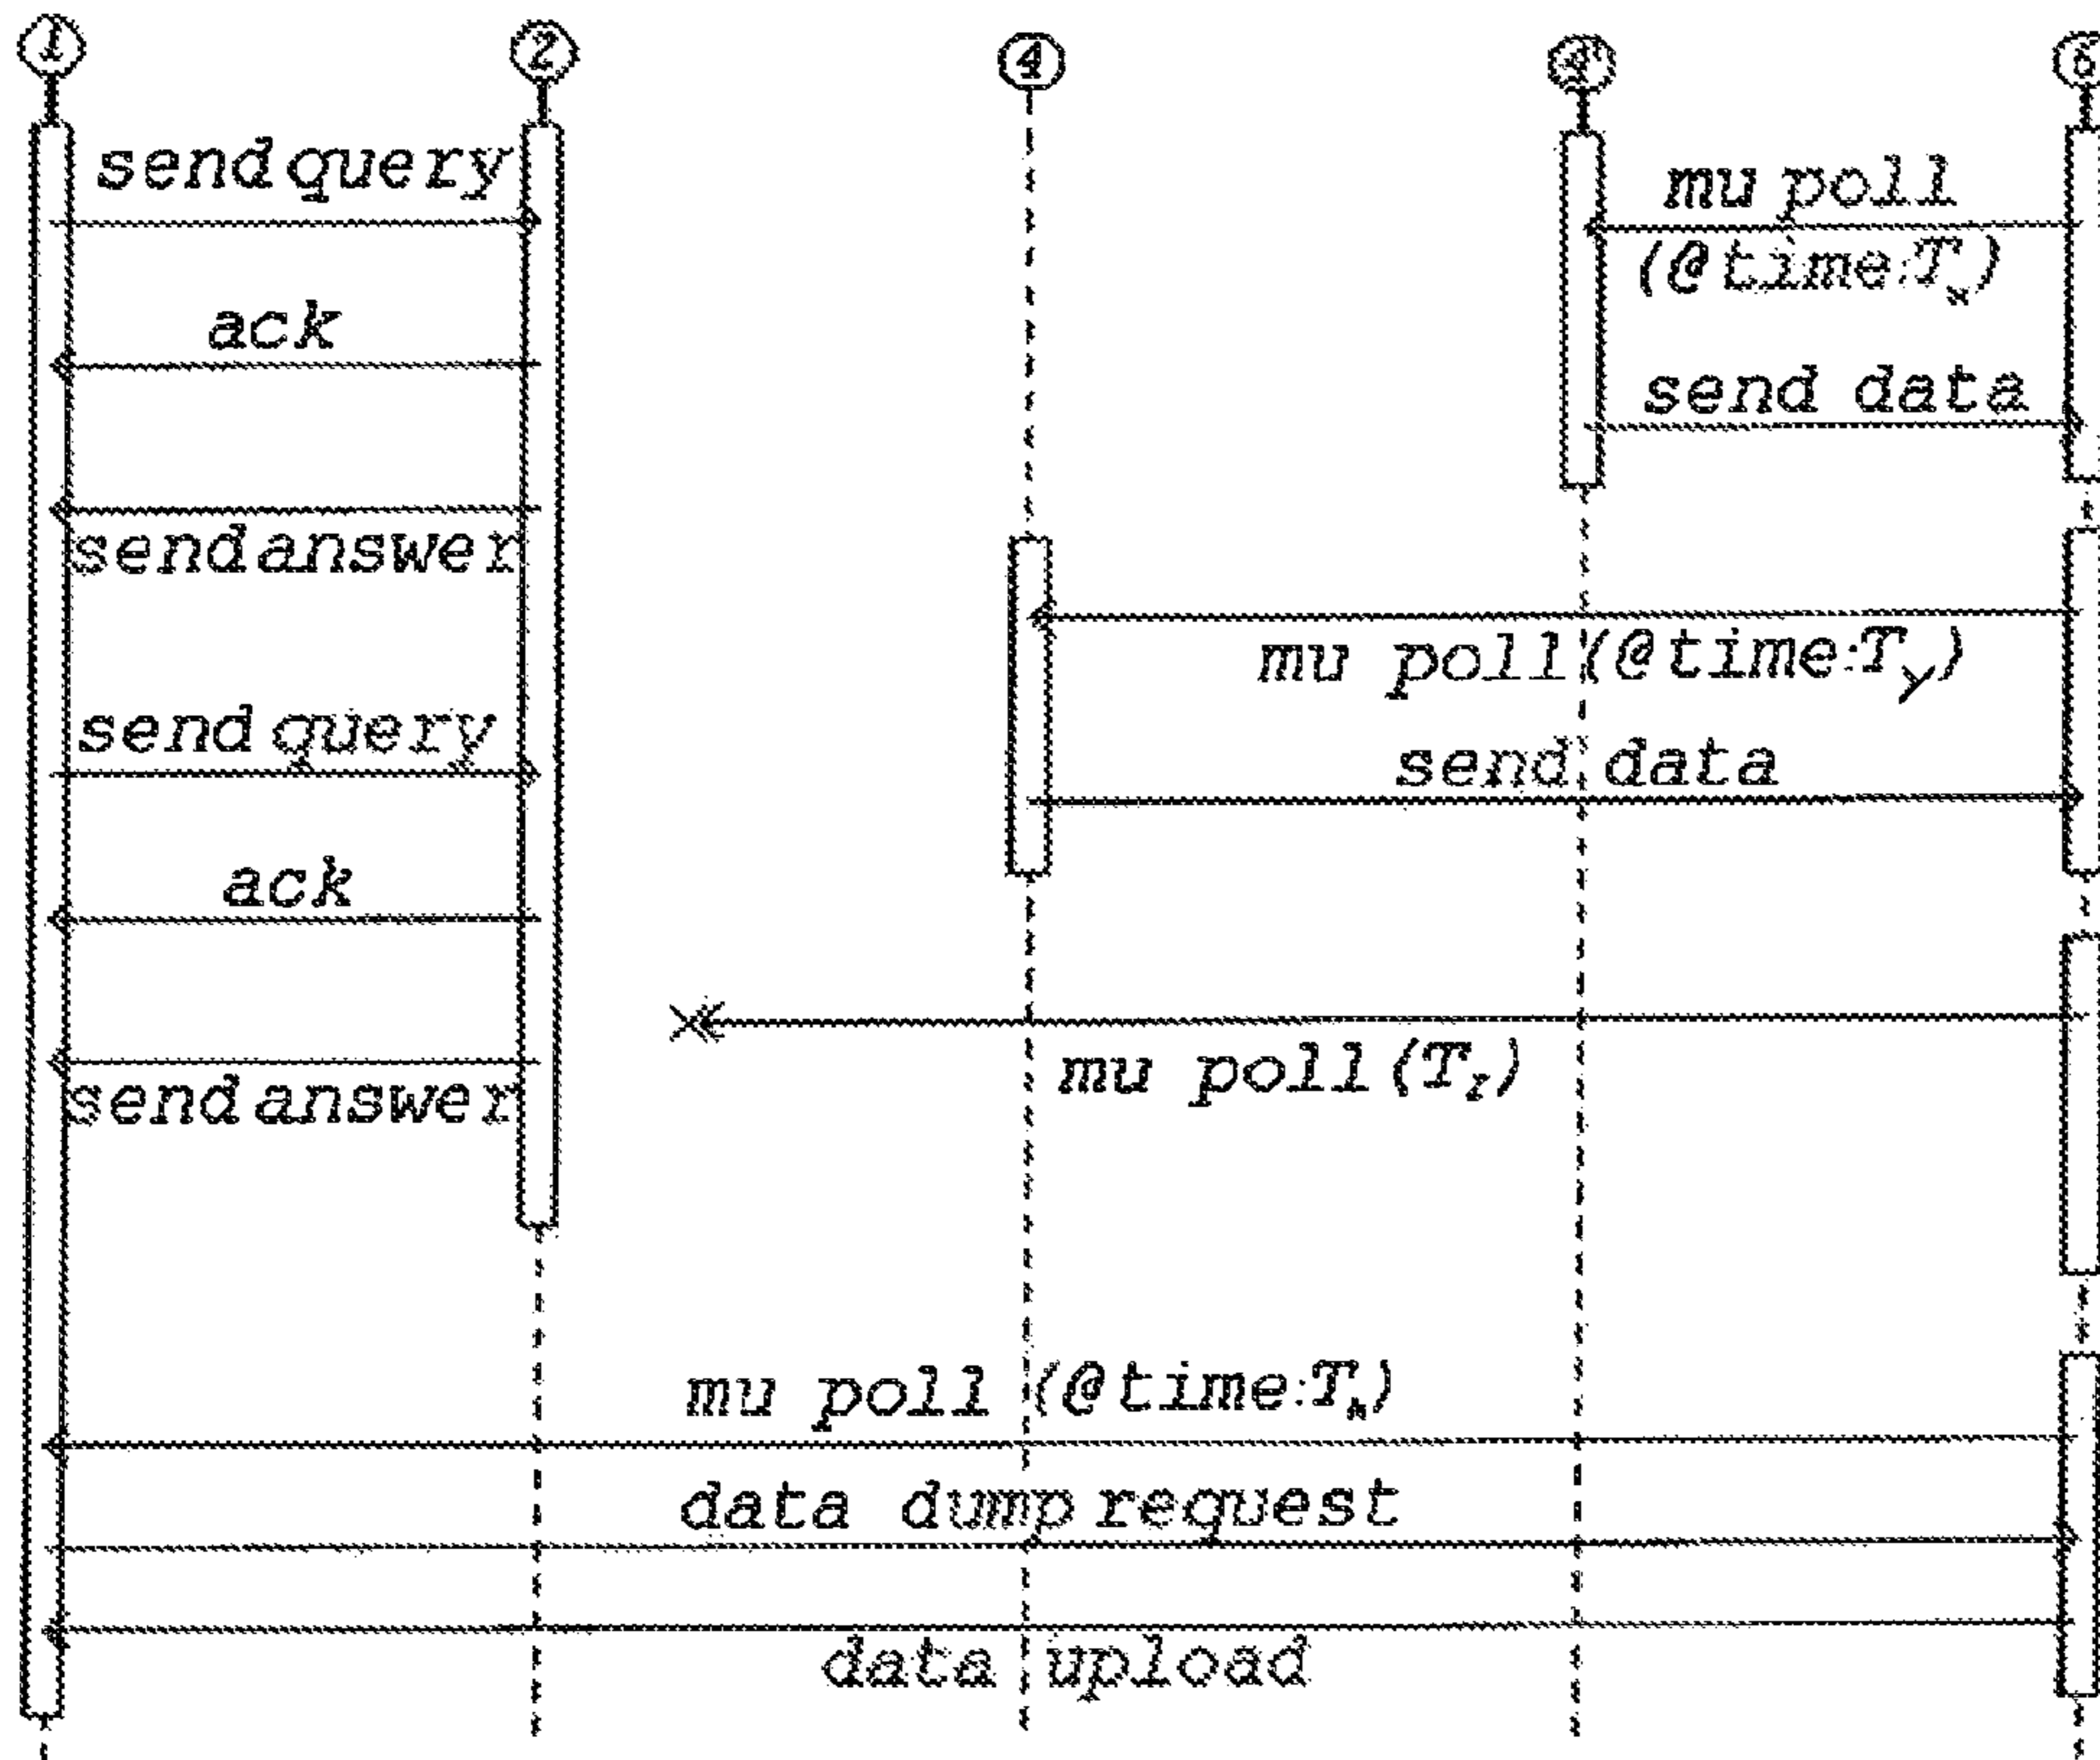 1
2
4
4'
6
send query
mu poll
(@time:Tx)
ack
send data
send answer
mu poll (@time:Ty)
send query
send data
ack
mu poll (Tz)
send answer
mu poll (@time:Tn)
data dump request
data upload